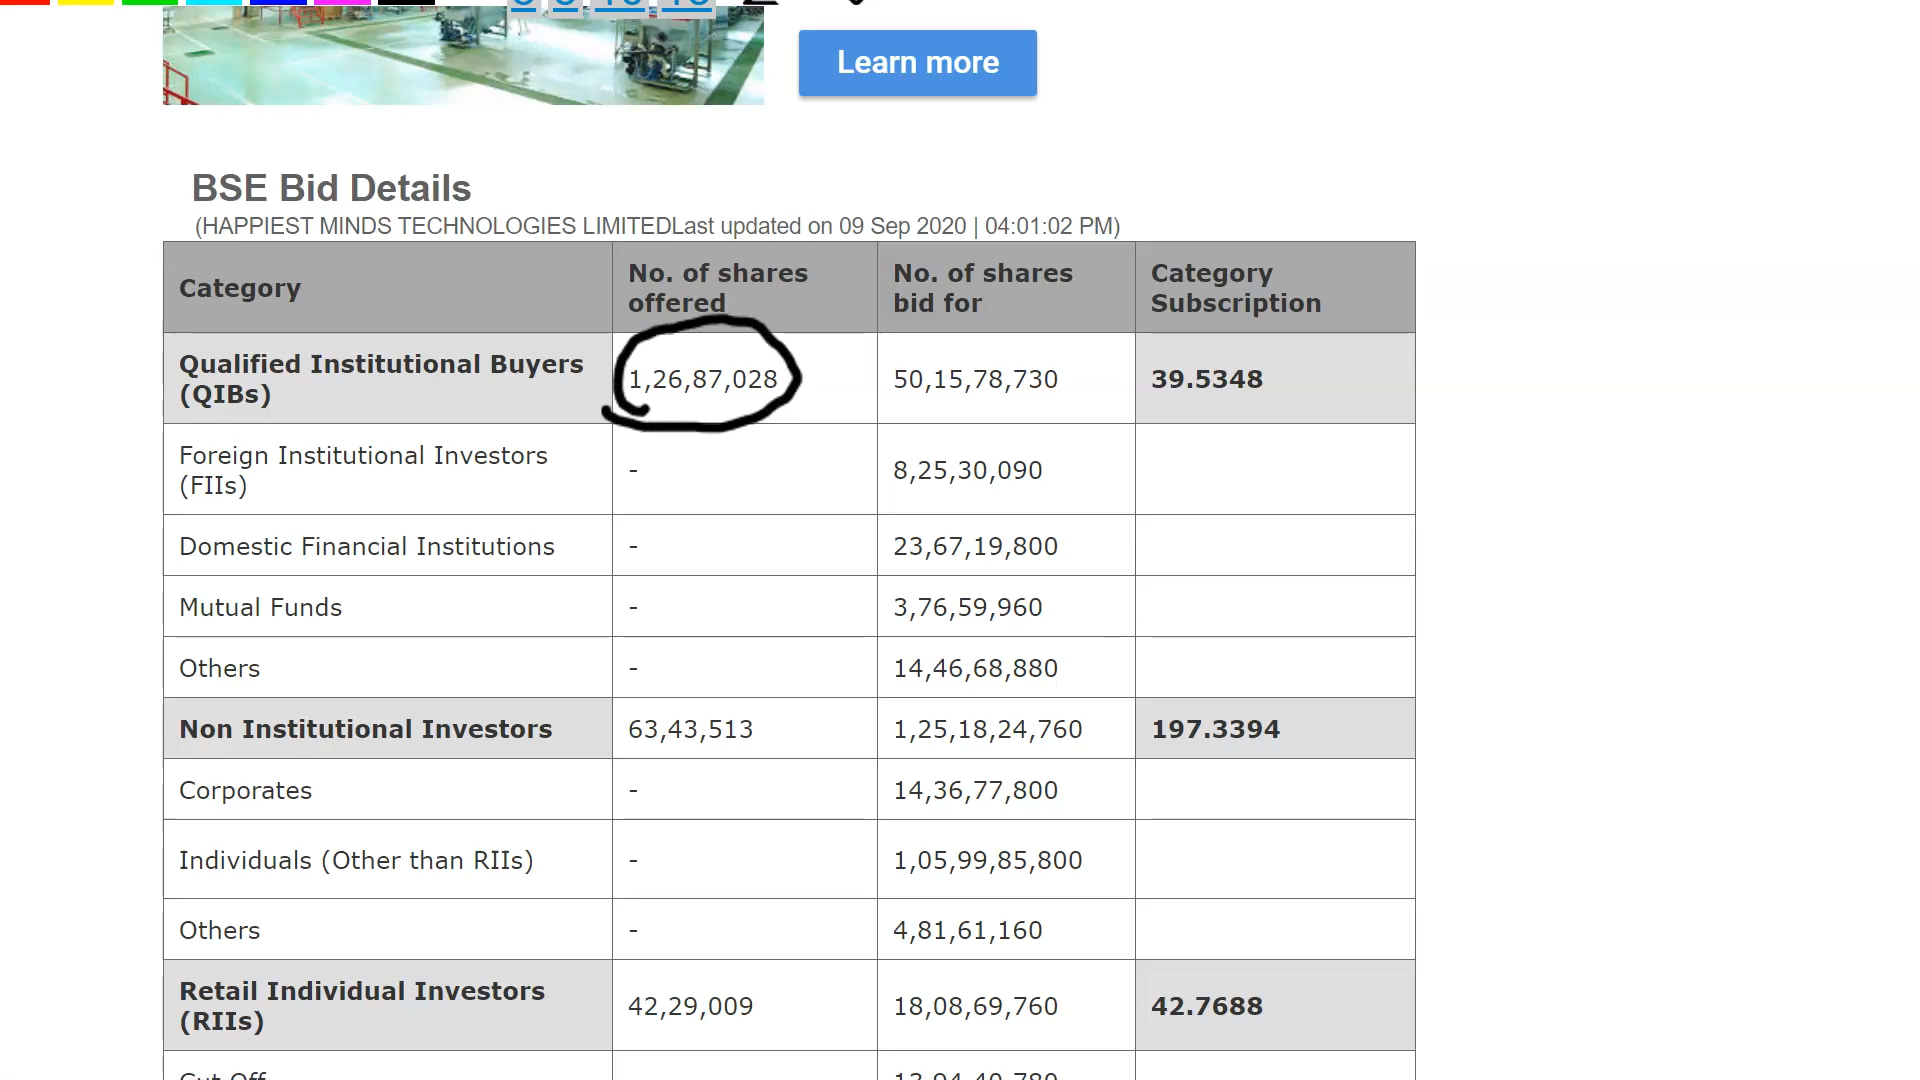 Learn more
BSE Bid Details
(HAPPIEST MINDS TECHNOLOGIES LIMITEDLast updated on 09 Sep 2020 | 04:01:02 PM)
Category
No. of shares
offered
No. of shares
bid for
Category
Subscription
Qualified Institutional Buyers
(QIBs)
1,26,87,028
50,15,78,730
39.5348
Foreign Institutional Investors
(FIIs)
-
8,25,30,090
Domestic Financial Institutions
-
23,67,19,800
Mutual Funds
-
3,76,59,960
Others
-
14,46,68,880
Non Institutional Investors
63,43,513
1,25,18,24,760
197.3394
Corporates
-
14,36,77,800
Individuals (Other than RIIs)
-
1,05,99,85,800
Others
-
4,81,61,160
Retail Individual Investors
(RIIs)
42,29,009
18,08,69,760
42.7688
Cut Off